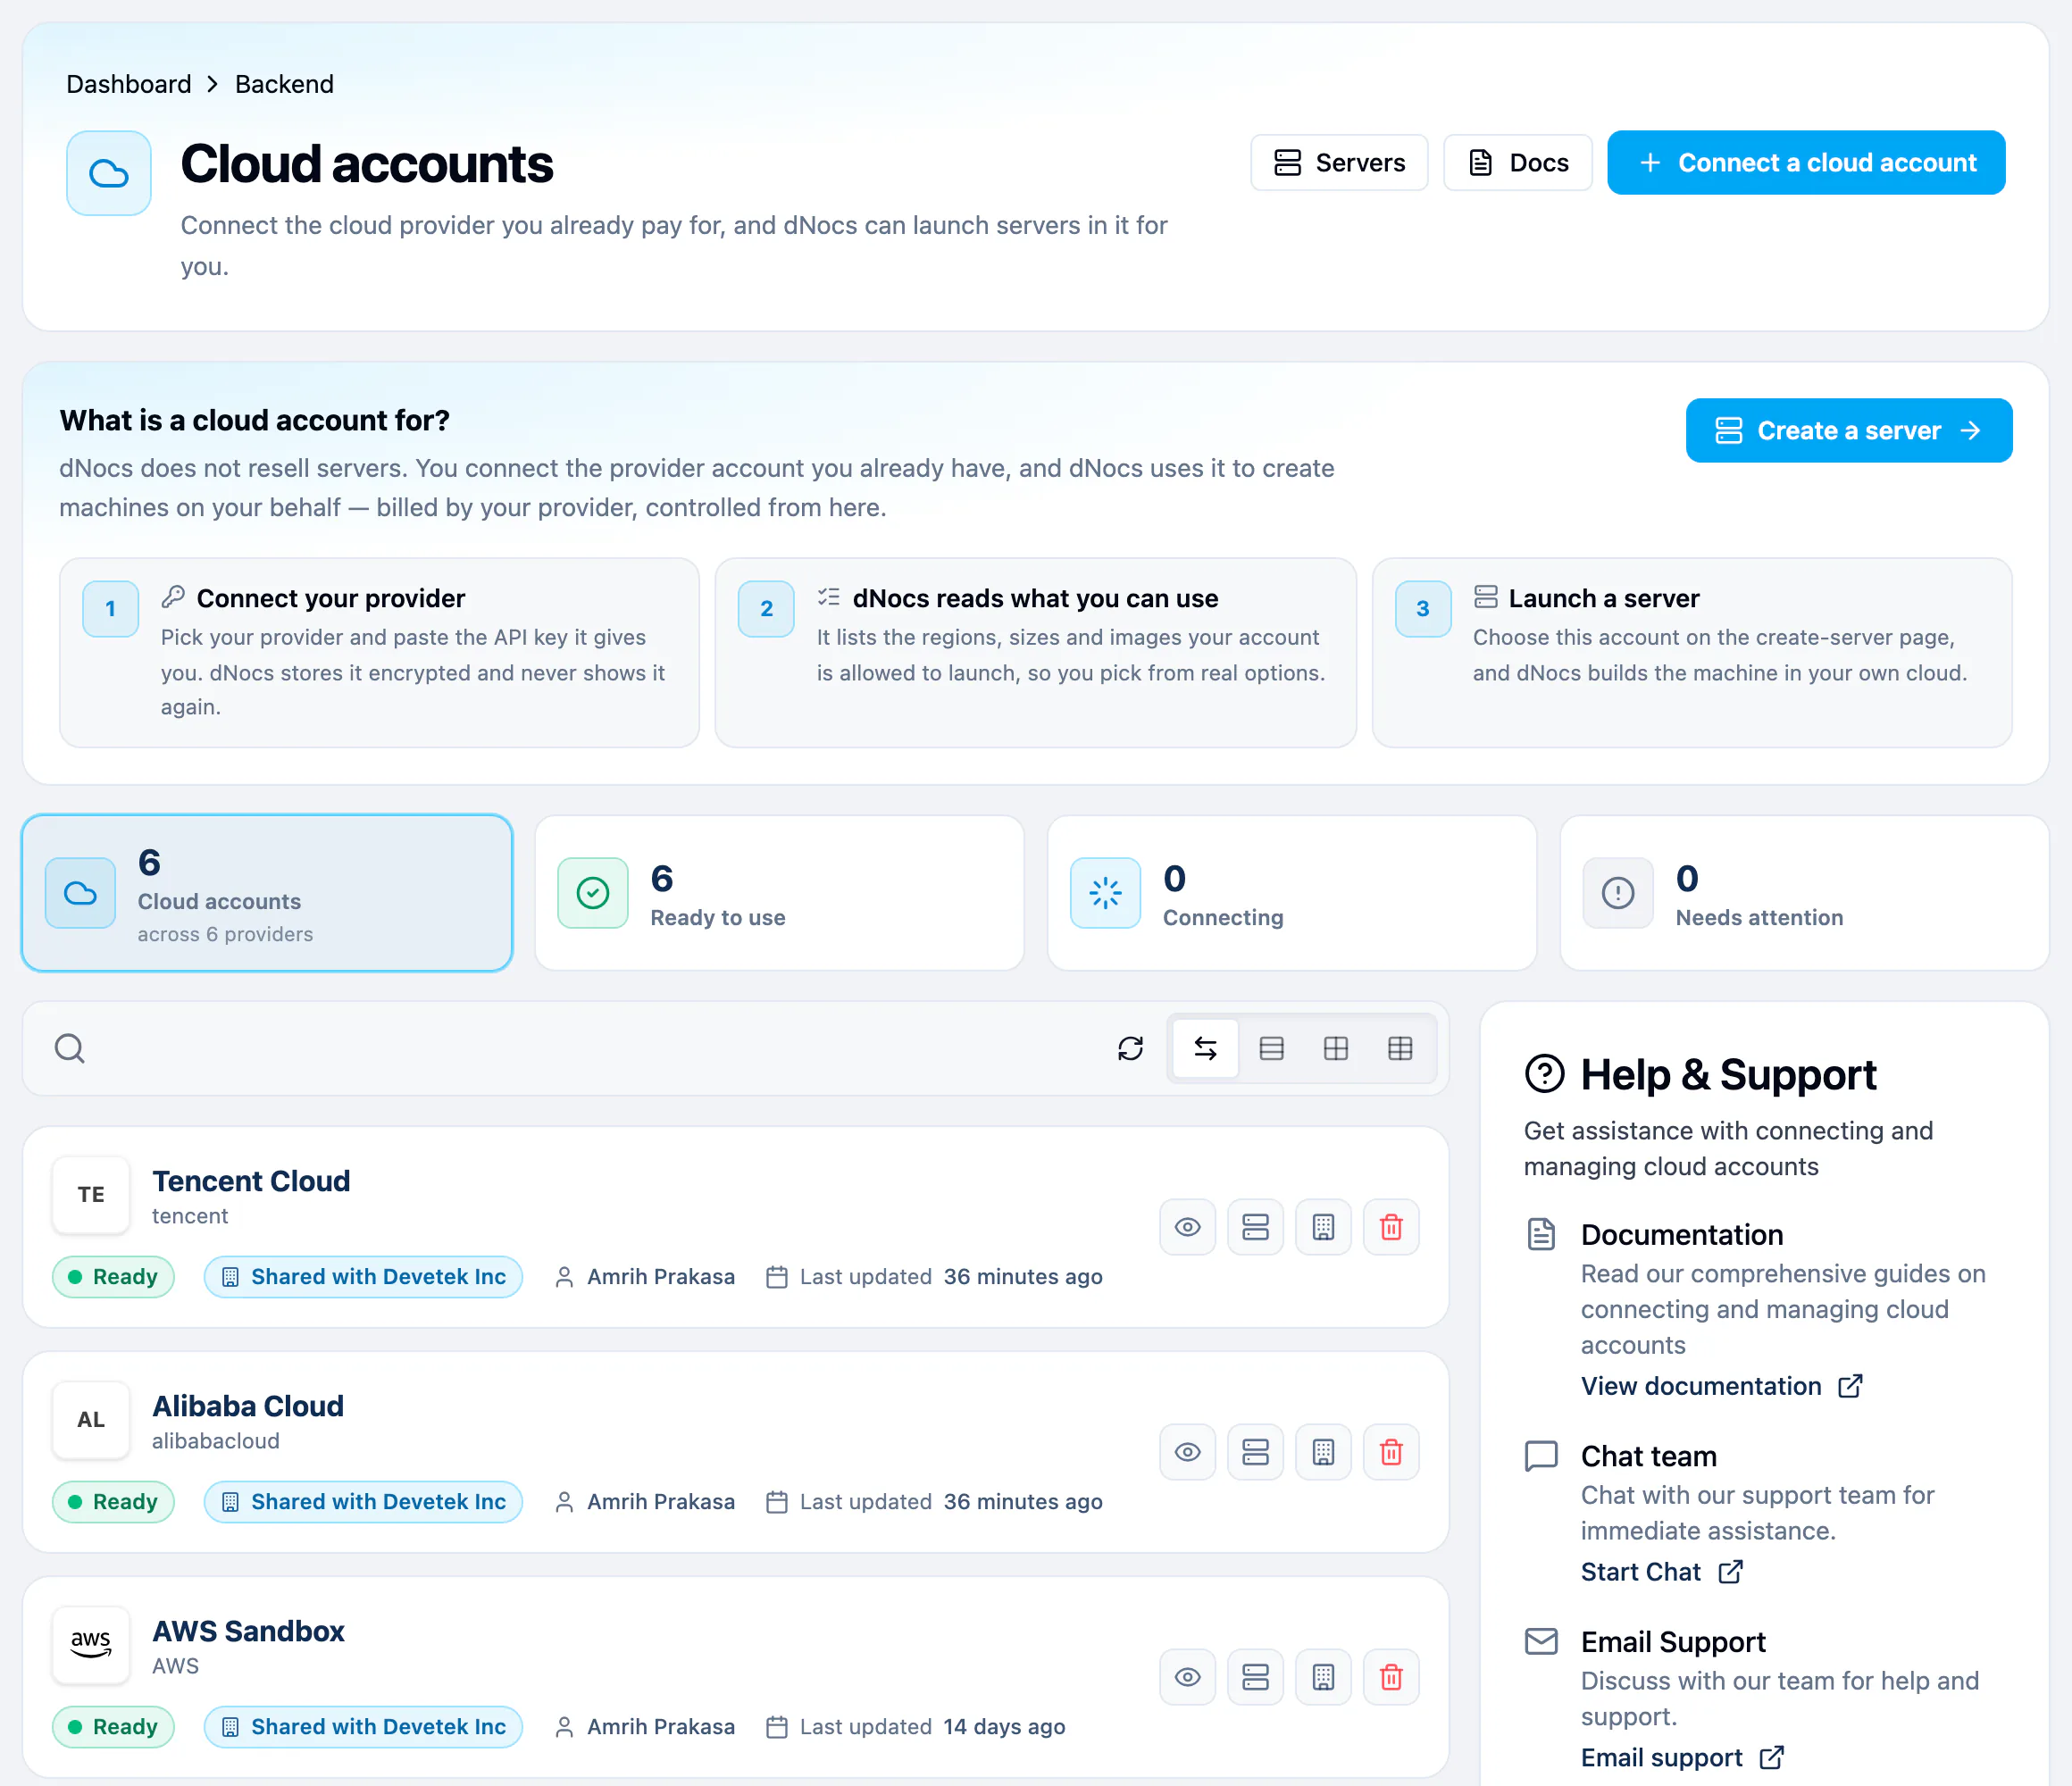 Dashboard > Backend
Cloud accounts
Connect the cloud provider you already pay for, and dNocs can launch servers in it for
you.
Servers
Docs
+ Connect a cloud account
What is a cloud account for?
dNocs does not resell servers. You connect the provider account you already have, and dNocs uses it to create
machines on your behalf — billed by your provider, controlled from here.
Create a server →
1
Connect your provider
Pick your provider and paste the API key it gives
you. dNocs stores it encrypted and never shows it
again.
2
dNocs reads what you can use
It lists the regions, sizes and images your account
is allowed to launch, so you pick from real options.
3
Launch a server
Choose this account on the create-server page,
and dNocs builds the machine in your own cloud.
6
Cloud accounts
across 6 providers
6
Ready to use
0
Connecting
0
Needs attention
TE
Tencent Cloud
tencent
Ready
Shared with Devetek Inc
Amrih Prakasa
Last updated 36 minutes ago
AL
Alibaba Cloud
alibabacloud
Ready
Shared with Devetek Inc
Amrih Prakasa
Last updated 36 minutes ago
aws
AWS Sandbox
AWS
Ready
Shared with Devetek Inc
Amrih Prakasa
Last updated 14 days ago
Help & Support
Get assistance with connecting and
managing cloud accounts
Documentation
Read our comprehensive guides on
connecting and managing cloud
accounts
View documentation
Chat team
Chat with our support team for
immediate assistance.
Start Chat
Email Support
Discuss with our team for help and
support.
Email support